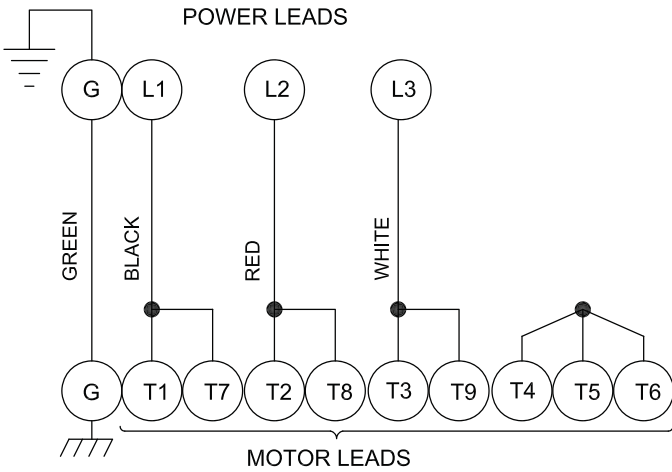 POWER LEADS
G L1 L2 L3
GREEN
BLACK
RED
WHITE
G T1 T7 T2 T8 T3 T9 T4 T5 T6
MOTOR LEADS